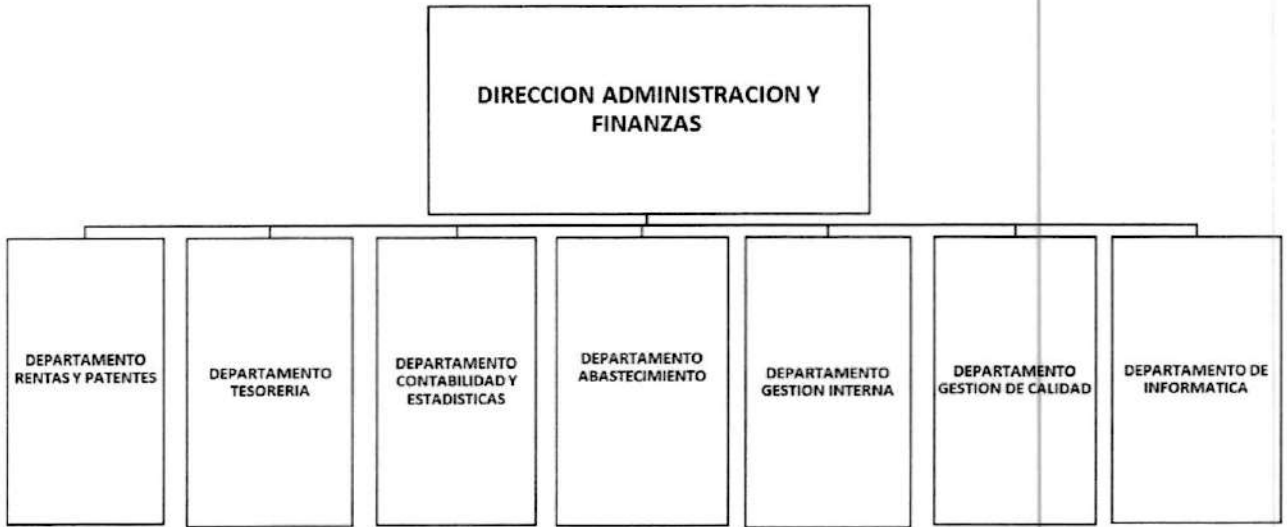 DIRECCION ADMINISTRACION Y
FINANZAS
DEPARTAMENTO
RENTAS Y PATENTES
DEPARTAMENTO
TESORERIA
DEPARTAMENTO
CONTABILIDAD Y
ESTADISTICAS
DEPARTAMENTO
ABASTECIMIENTO
DEPARTAMENTO
GESTION INTERNA
DEPARTAMENTO
GESTION DE CALIDAD
DEPARTAMENTO DE
INFORMATICA